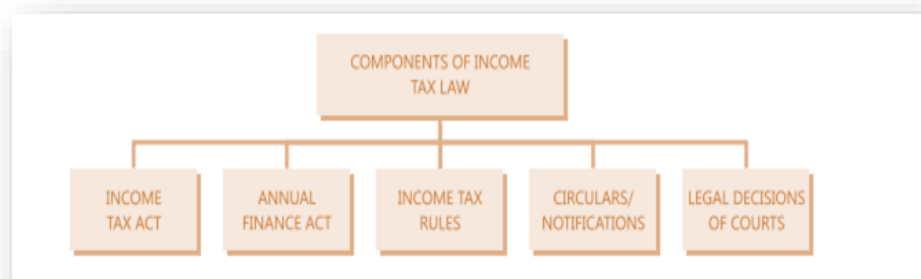 COMPONENTS OF INCOME
TAX LAW
INCOME
TAX ACT
ANNUAL
FINANCE ACT
INCOME TAX
RULES
CIRCULARS/
NOTIFICATIONS
LEGAL DECISIONS
OF COURTS